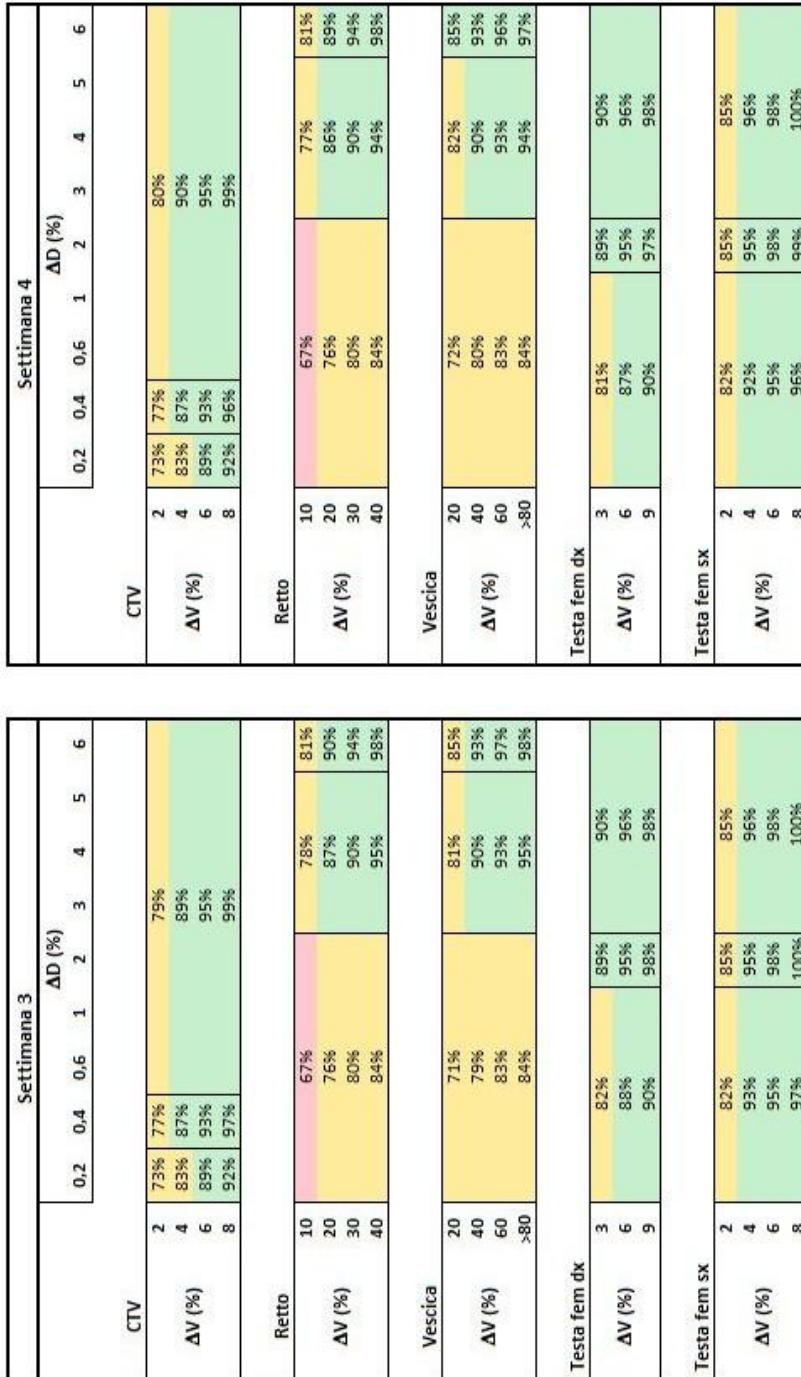 Settimana 3
ΔD (%)
0,2 0,4 0,6 1 2 3 4 5 6
CTV
ΔV (%)
2 73% 77% 79%
4 83% 87% 89%
6 89% 93% 95%
8 92% 97% 99%
Retto
ΔV (%)
10 67% 78% 81%
20 76% 87% 90%
30 80% 90% 94%
40 84% 95% 98%
Vescica
ΔV (%)
20 71% 81% 85%
40 79% 90% 93%
60 83% 93% 97%
>80 84% 95% 98%
Testa fem dx
ΔV (%)
3 82% 89% 90%
6 88% 95% 96%
9 90% 98% 98%
Testa fem sx
ΔV (%)
2 82% 85% 85%
4 93% 95% 96%
6 95% 98% 98%
8 97% 100% 100%
Settimana 4
ΔD (%)
0,2 0,4 0,6 1 2 3 4 5 6
CTV
ΔV (%)
2 73% 77% 80%
4 83% 87% 90%
6 89% 93% 95%
8 92% 96% 99%
Retto
ΔV (%)
10 67% 77% 81%
20 76% 86% 89%
30 80% 90% 94%
40 84% 94% 98%
Vescica
ΔV (%)
20 72% 82% 85%
40 80% 90% 93%
60 83% 93% 96%
>80 84% 94% 97%
Testa fem dx
ΔV (%)
3 81% 89% 90%
6 87% 95% 96%
9 90% 97% 98%
Testa fem sx
ΔV (%)
2 82% 85% 85%
4 92% 95% 96%
6 95% 98% 98%
8 96% 99% 100%